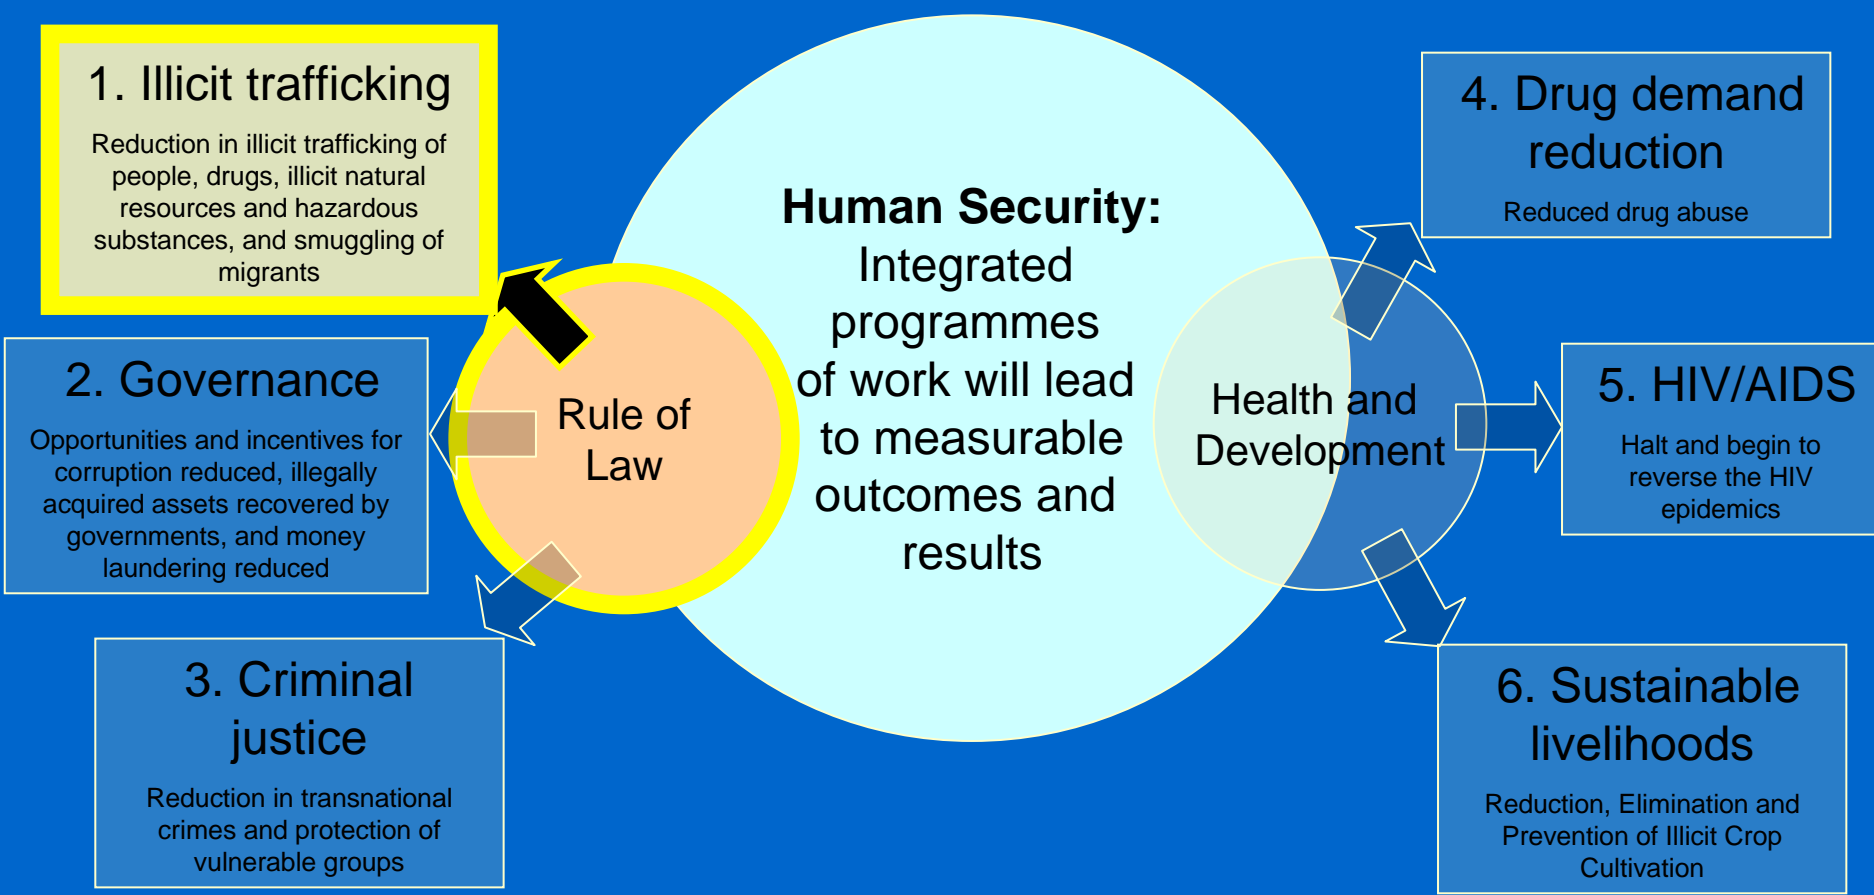 1. Illicit trafficking
Reduction in illicit trafficking of
people, drugs, illicit natural
resources and hazardous
substances, and smuggling of
migrants
2. Governance
Opportunities and incentives for
corruption reduced, illegally
acquired assets recovered by
governments, and money
laundering reduced
3. Criminal
justice
Reduction in transnational
crimes and protection of
vulnerable groups
Rule of
Law
Human Security:
Integrated
programmes
of work will lead
to measurable
outcomes and
results
Health and
Development
4. Drug demand
reduction
Reduced drug abuse
5. HIV/AIDS
Halt and begin to
reverse the HIV
epidemics
6. Sustainable
livelihoods
Reduction, Elimination and
Prevention of Illicit Crop
Cultivation